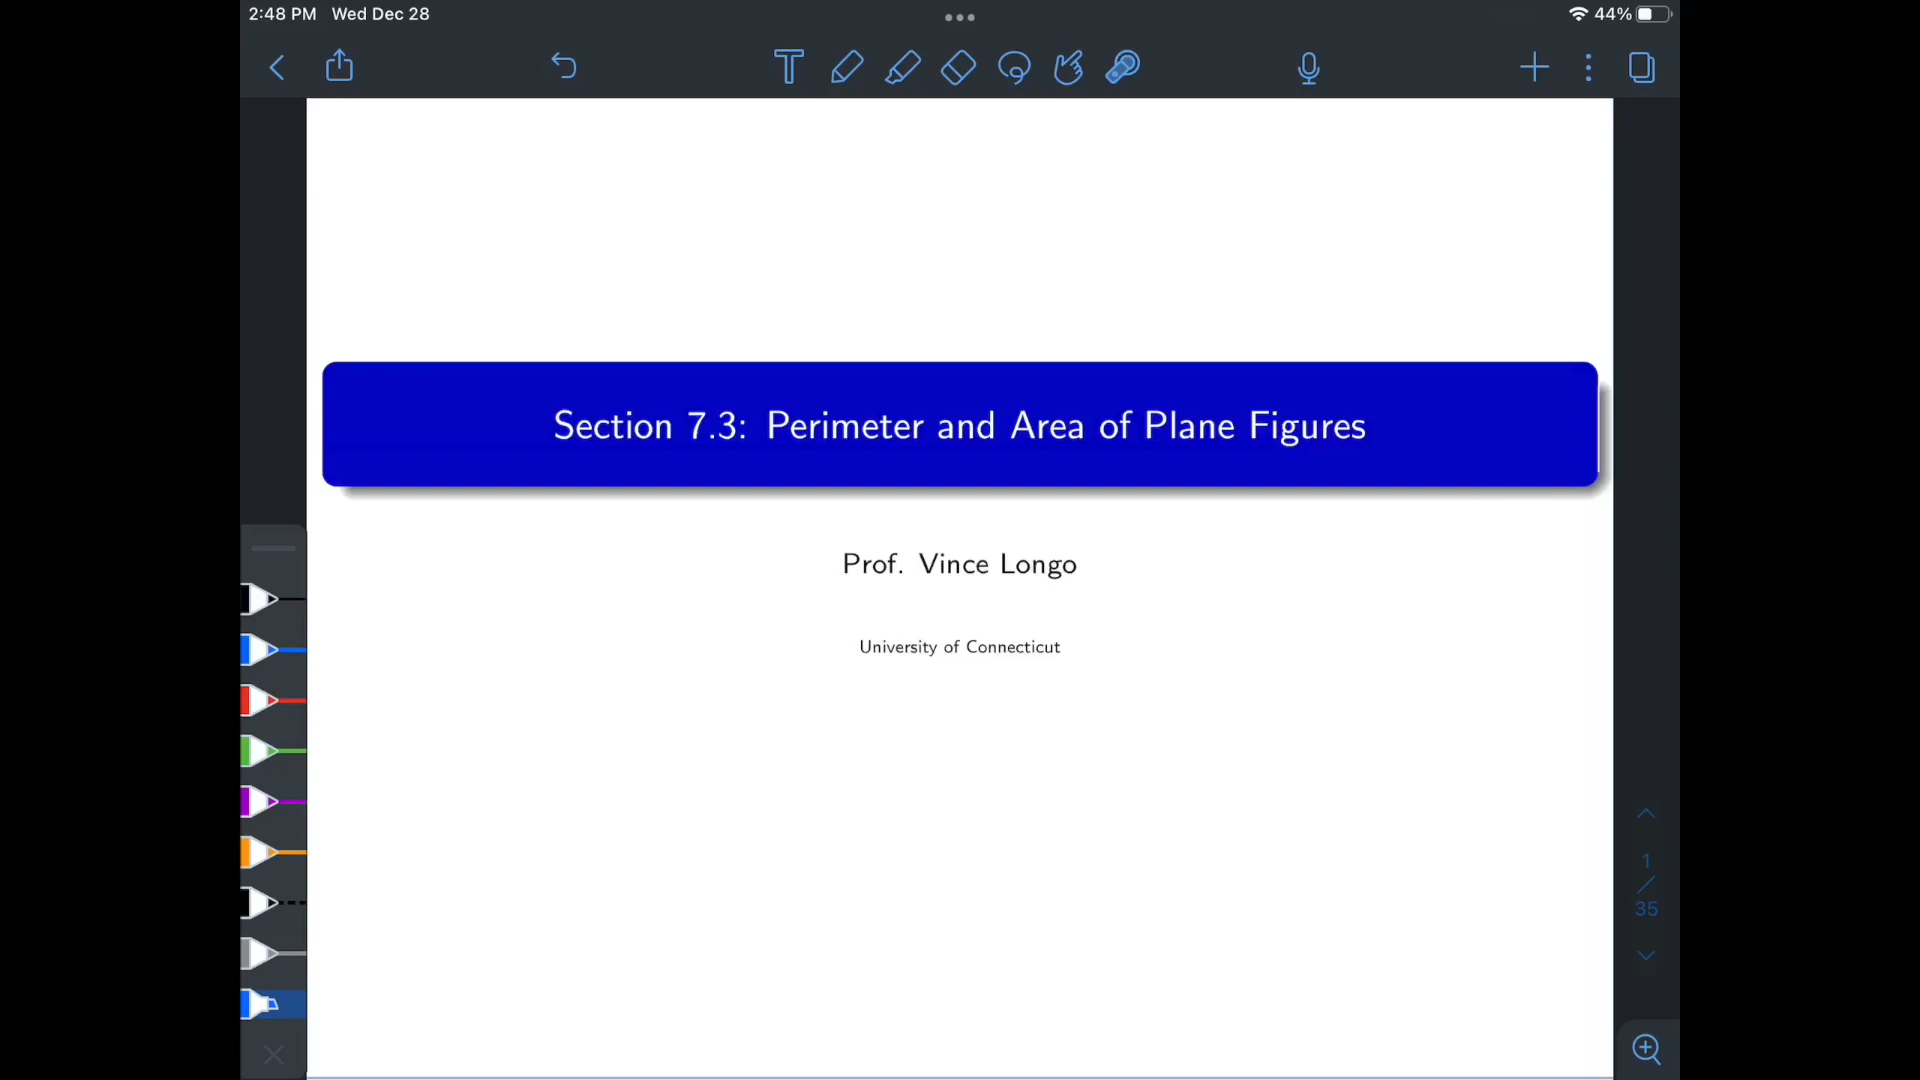 2:48 PM Wed Dec 28
44%
Section 7.3: Perimeter and Area of Plane Figures
Prof. Vince Longo
University of Connecticut
1
/
35